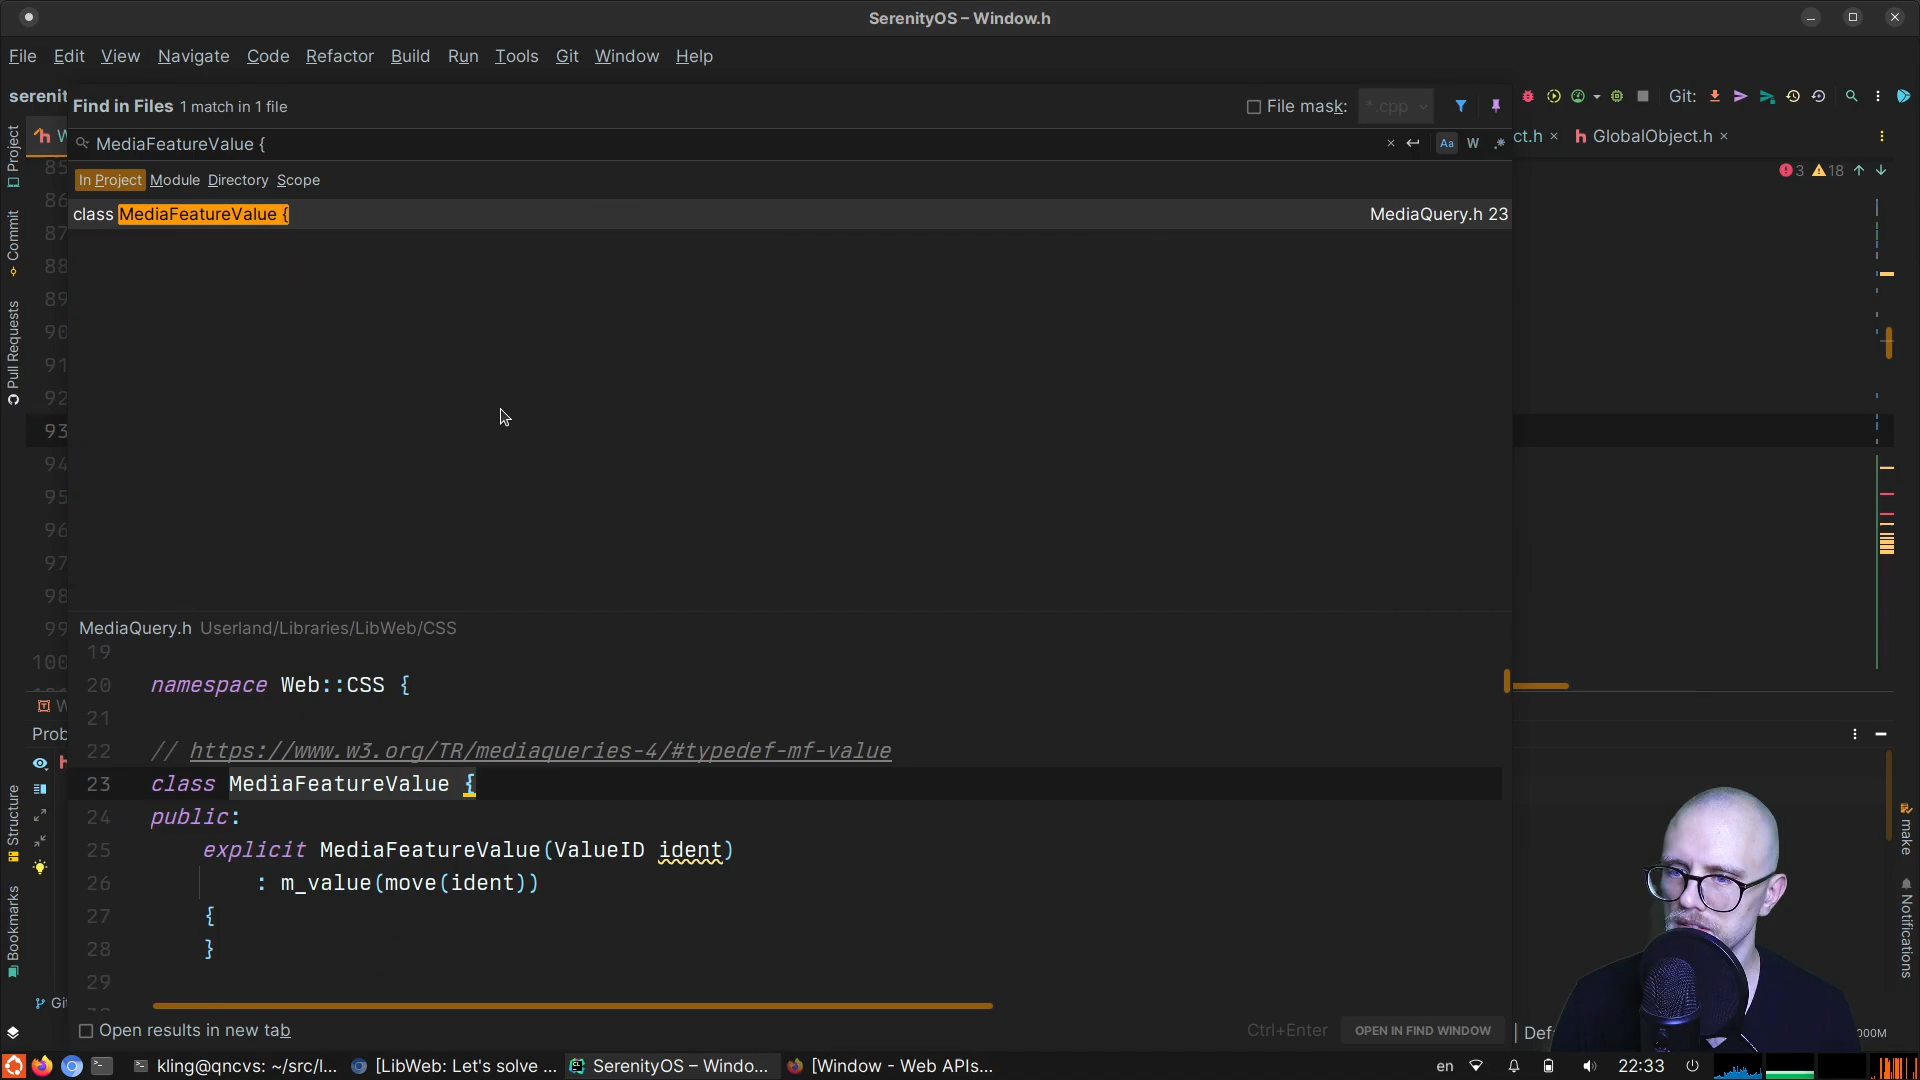 SerenityOS – Window.h
File Edit View Navigate Code Refactor Build Run Tools Git Window Help
serenit
Find in Files 1 match in 1 file
File mask: *.cpp
Git:
MediaFeatureValue {
Aa W .*
ct.h × GlobalObject.h ×
In Project Module Directory Scope
3 18
class MediaFeatureValue { MediaQuery.h 23
Project
Commit
Pull Requests
Structure
Bookmarks
85
86
87
88
89
90
91
92
93
94
95
96
97
98
99
100
Prob
MediaQuery.h Userland/Libraries/LibWeb/CSS
19
20 namespace Web::CSS {
21
22 // https://www.w3.org/TR/mediaqueries-4/#typedef-mf-value
23 class MediaFeatureValue {
24 public:
25 explicit MediaFeatureValue(ValueID ident)
26 : m_value(move(ident))
27 {
28 }
29
make
Notifications
Git
Open results in new tab
Ctrl+Enter OPEN IN FIND WINDOW
Def
000M
kling@qncvs: ~/src/l... [LibWeb: Let's solve ... SerenityOS – Windo... [Window - Web APIs...
en 22:33